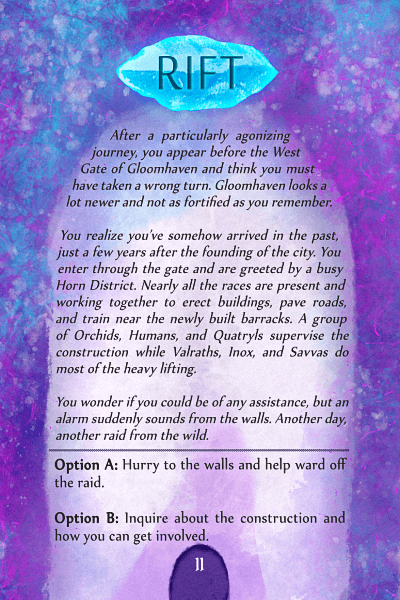 RIFT
After a particularly agonizing
journey, you appear before the West
Gate of Gloomhaven and think you must
have taken a wrong turn. Gloomhaven looks a
lot newer and not as fortified as you remember.
You realize you've somehow arrived in the past,
just a few years after the founding of the city. You
enter through the gate and are greeted by a busy
Horn District. Nearly all the races are present and
working together to erect buildings, pave roads,
and train near the newly built barracks. A group
of Orchids, Humans, and Quatryls supervise the
construction while Valraths, Inox, and Savvas do
most of the heavy lifting.
You wonder if you could be of any assistance, but an
alarm suddenly sounds from the walls. Another day,
another raid from the wild.
Option A: Hurry to the walls and help ward off
the raid.
Option B: Inquire about the construction and
how you can get involved.
11